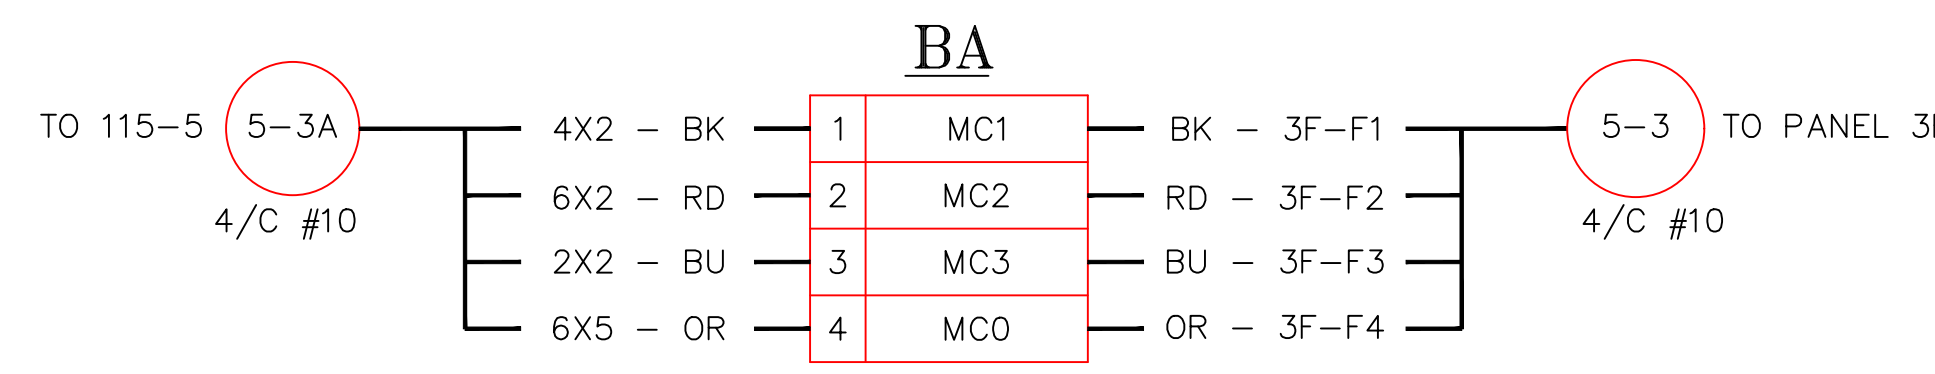 BA
TO 115-5 5-3A 4X2 - BK 1 MC1 BK - 3F-F1 5-3 TO PANEL
6X2 - RD 2 MC2 RD - 3F-F2
4/C #10 4/C #10
2X2 - BU 3 MC3 BU - 3F-F3
6X5 - OR 4 MC0 OR - 3F-F4